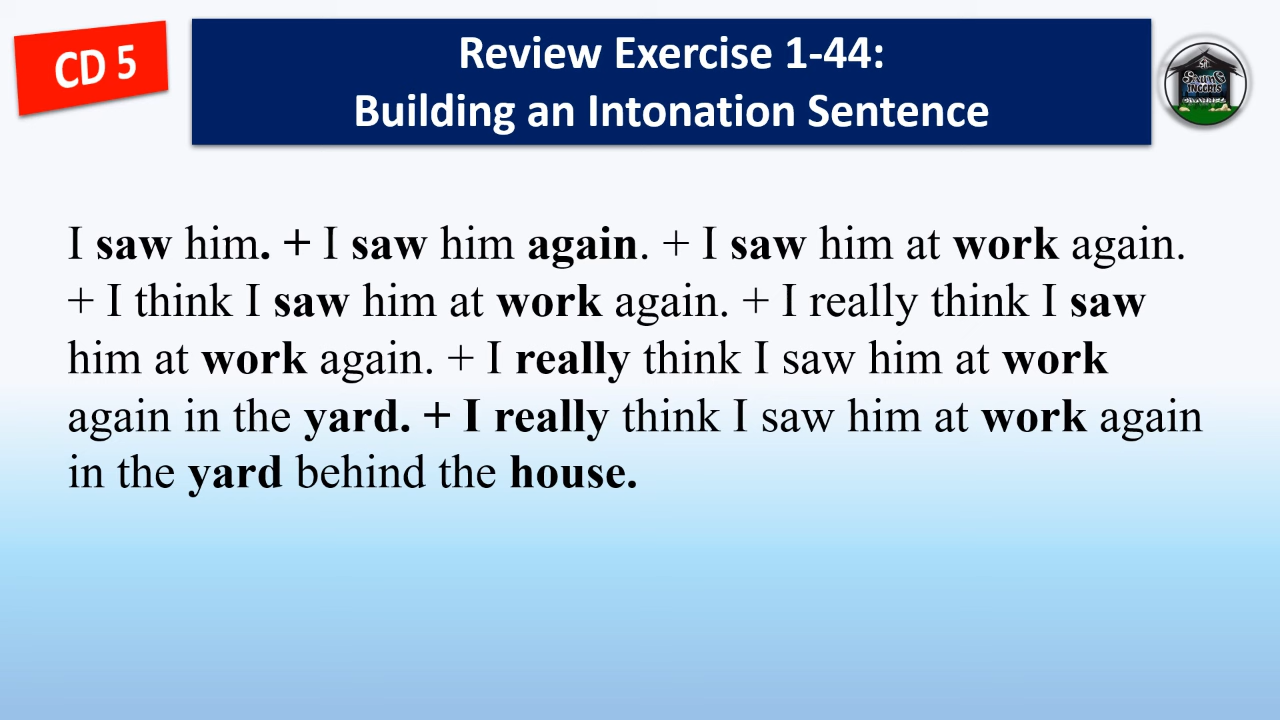 CD 5
Review Exercise 1-44:
Building an Intonation Sentence
I saw him. + I saw him again. + I saw him at work again.
+ I think I saw him at work again. + I really think I saw
him at work again. + I really think I saw him at work
again in the yard. + I really think I saw him at work again
in the yard behind the house.